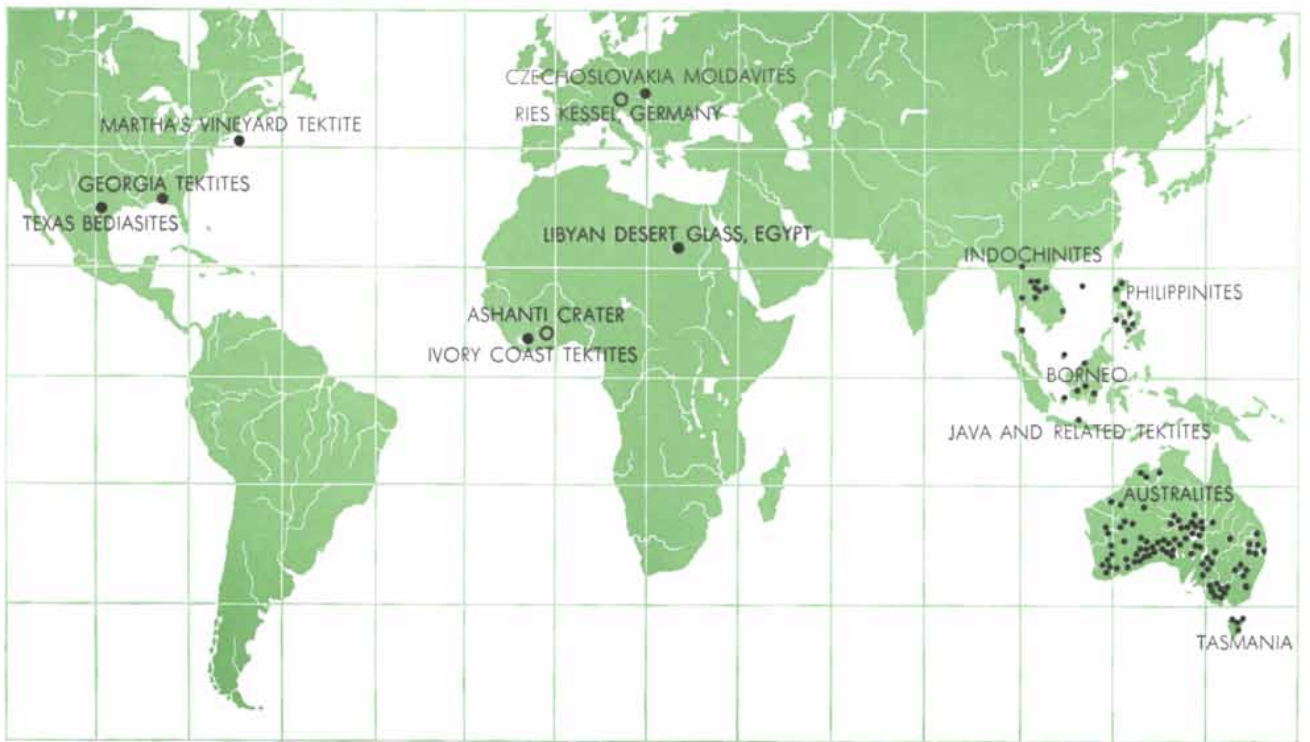 CZECHOSLOVAKIA MOLDAVITES
RIES KESSEL, GERMANY
MARTHA'S VINEYARD TEKTITE
GEORGIA TEKTITES
TEXAS BEDIASITES
LIBYAN DESERT GLASS, EGYPT
INDOCHINITES
PHILIPPINITES
ASHANTI CRATER
IVORY COAST TEKTITES
BORNEO
JAVA AND RELATED TEKTITES
AUSTRALITES
TASMANIA